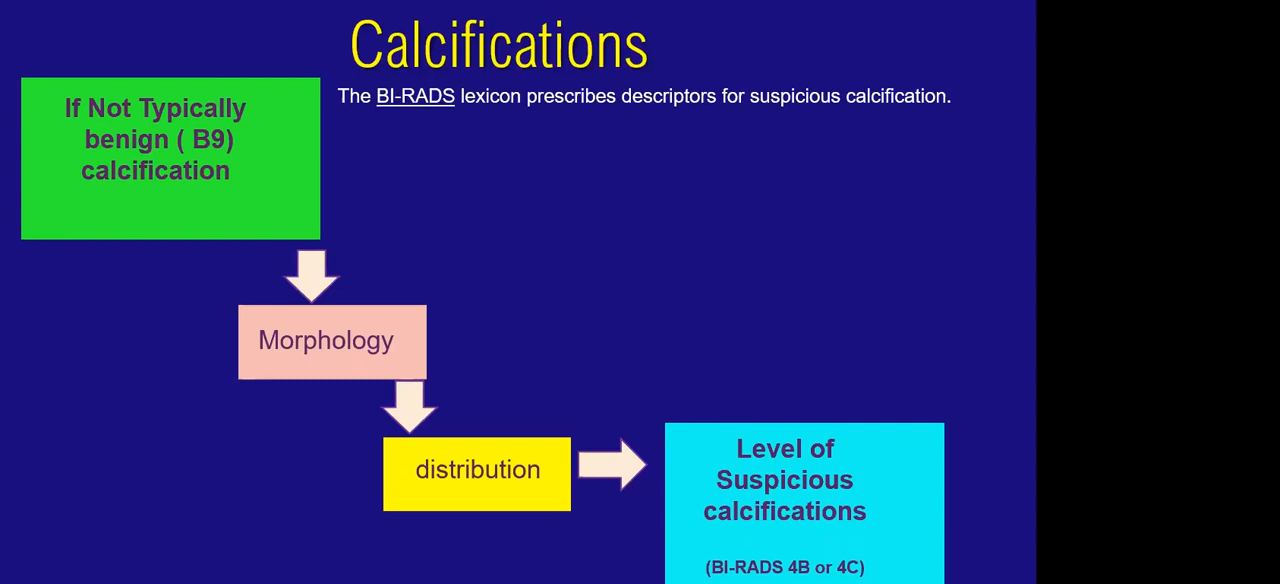 Calcifications
The BI-RADS lexicon prescribes descriptors for suspicious calcification.
If Not Typically
benign ( B9)
calcification
Morphology
distribution
Level of
Suspicious
calcifications
(BI-RADS 4B or 4C)